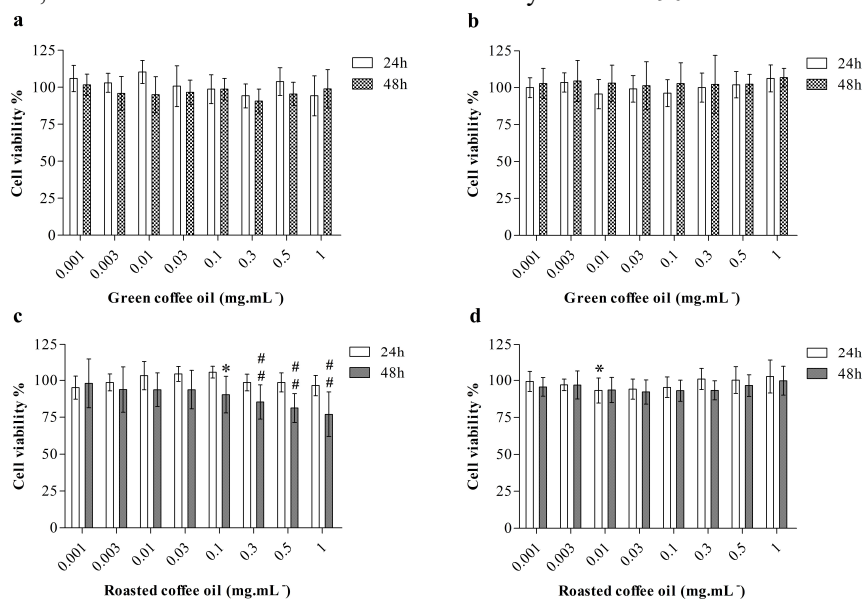 a
125
100
75
50
25
0
Cell viability %
24h
48h
0.001 0.003 0.01 0.03 0.1 0.3 0.5 1
Green coffee oil (mg.mL⁻)
b
125
100
75
50
25
0
Cell viability %
24h
48h
0.001 0.003 0.01 0.03 0.1 0.3 0.5 1
Green coffee oil (mg.mL⁻)
c
125
100
75
50
25
0
Cell viability %
* ## ## ##
24h
48h
0.001 0.003 0.01 0.03 0.1 0.3 0.5 1
Roasted coffee oil (mg.mL⁻)
d
125
100
75
50
25
0
Cell viability %
*
24h
48h
0.001 0.003 0.01 0.03 0.1 0.3 0.5 1
Roasted coffee oil (mg.mL⁻)